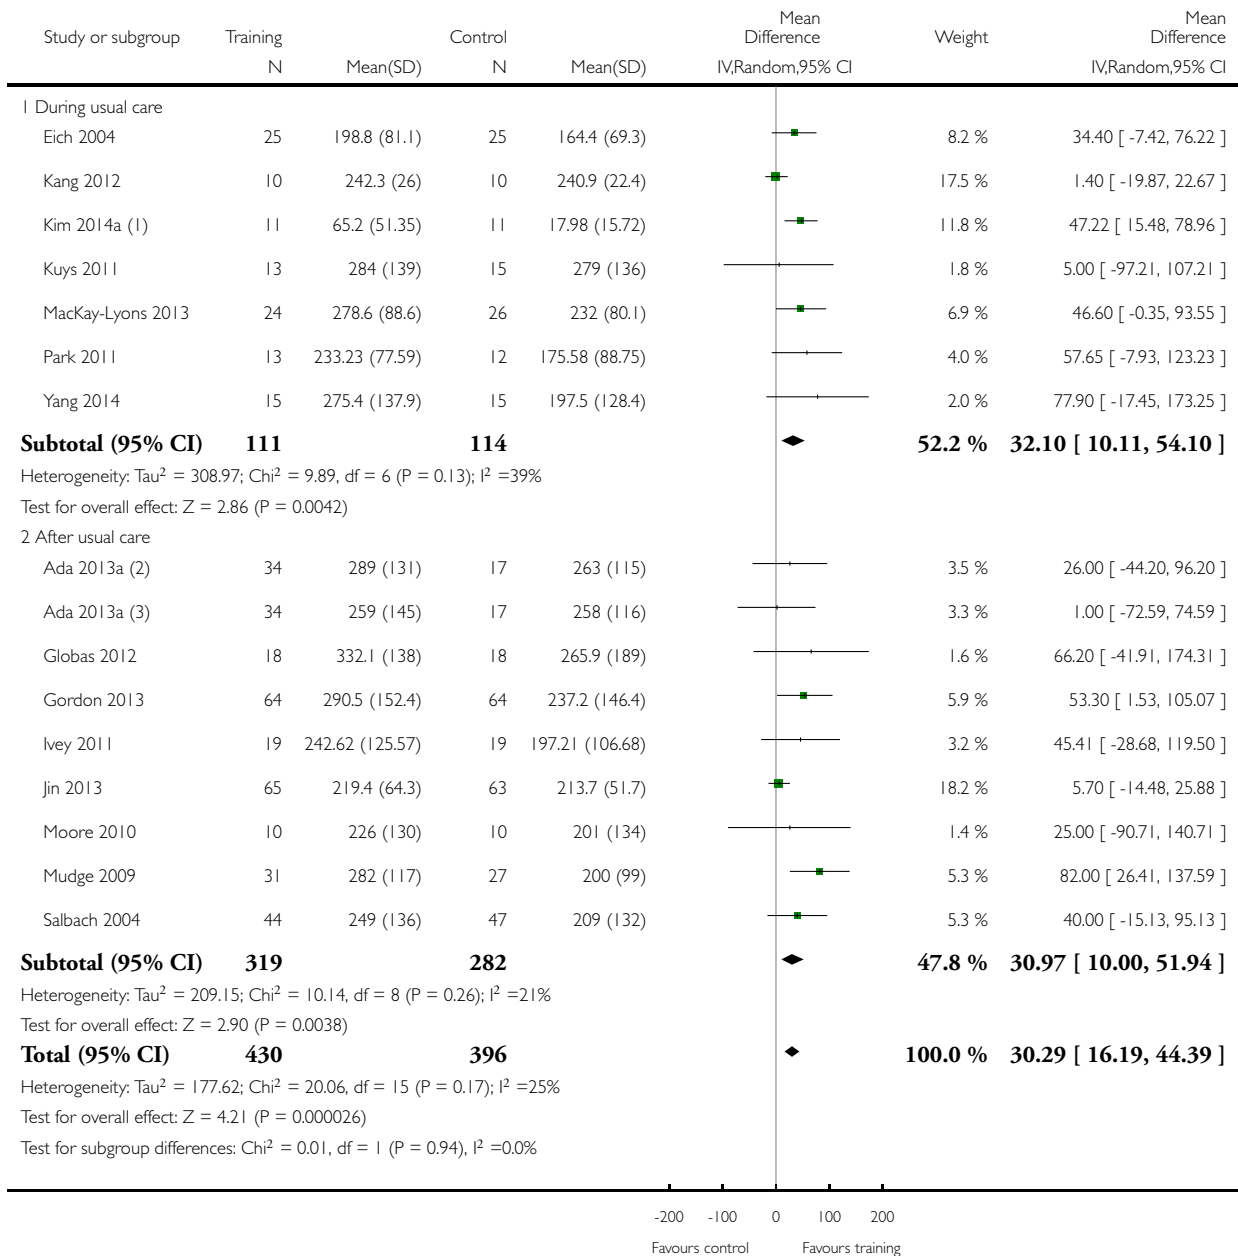 Study or subgroup Training Control Mean Difference Weight Mean Difference
N Mean(SD) N Mean(SD) IV,Random,95% CI IV,Random,95% CI
1 During usual care
Eich 2004 25 198.8 (81.1) 25 164.4 (69.3) 8.2 % 34.40 [ -7.42, 76.22 ]
Kang 2012 10 242.3 (26) 10 240.9 (22.4) 17.5 % 1.40 [ -19.87, 22.67 ]
Kim 2014a (1) 11 65.2 (51.35) 11 17.98 (15.72) 11.8 % 47.22 [ 15.48, 78.96 ]
Kuys 2011 13 284 (139) 15 279 (136) 1.8 % 5.00 [ -97.21, 107.21 ]
MacKay-Lyons 2013 24 278.6 (88.6) 26 232 (80.1) 6.9 % 46.60 [ -0.35, 93.55 ]
Park 2011 13 233.23 (77.59) 12 175.58 (88.75) 4.0 % 57.65 [ -7.93, 123.23 ]
Yang 2014 15 275.4 (137.9) 15 197.5 (128.4) 2.0 % 77.90 [ -17.45, 173.25 ]
Subtotal (95% CI) 111 114 52.2 % 32.10 [ 10.11, 54.10 ]
Heterogeneity: Tau² = 308.97; Chi² = 9.89, df = 6 (P = 0.13); I² =39%
Test for overall effect: Z = 2.86 (P = 0.0042)
2 After usual care
Ada 2013a (2) 34 289 (131) 17 263 (115) 3.5 % 26.00 [ -44.20, 96.20 ]
Ada 2013a (3) 34 259 (145) 17 258 (116) 3.3 % 1.00 [ -72.59, 74.59 ]
Globas 2012 18 332.1 (138) 18 265.9 (189) 1.6 % 66.20 [ -41.91, 174.31 ]
Gordon 2013 64 290.5 (152.4) 64 237.2 (146.4) 5.9 % 53.30 [ 1.53, 105.07 ]
Ivey 2011 19 242.62 (125.57) 19 197.21 (106.68) 3.2 % 45.41 [ -28.68, 119.50 ]
Jin 2013 65 219.4 (64.3) 63 213.7 (51.7) 18.2 % 5.70 [ -14.48, 25.88 ]
Moore 2010 10 226 (130) 10 201 (134) 1.4 % 25.00 [ -90.71, 140.71 ]
Mudge 2009 31 282 (117) 27 200 (99) 5.3 % 82.00 [ 26.41, 137.59 ]
Salbach 2004 44 249 (136) 47 209 (132) 5.3 % 40.00 [ -15.13, 95.13 ]
Subtotal (95% CI) 319 282 47.8 % 30.97 [ 10.00, 51.94 ]
Heterogeneity: Tau² = 209.15; Chi² = 10.14, df = 8 (P = 0.26); I² =21%
Test for overall effect: Z = 2.90 (P = 0.0038)
Total (95% CI) 430 396 100.0 % 30.29 [ 16.19, 44.39 ]
Heterogeneity: Tau² = 177.62; Chi² = 20.06, df = 15 (P = 0.17); I² =25%
Test for overall effect: Z = 4.21 (P = 0.000026)
Test for subgroup differences: Chi² = 0.01, df = 1 (P = 0.94), I² =0.0%
-200 -100 0 100 200
Favours control Favours training